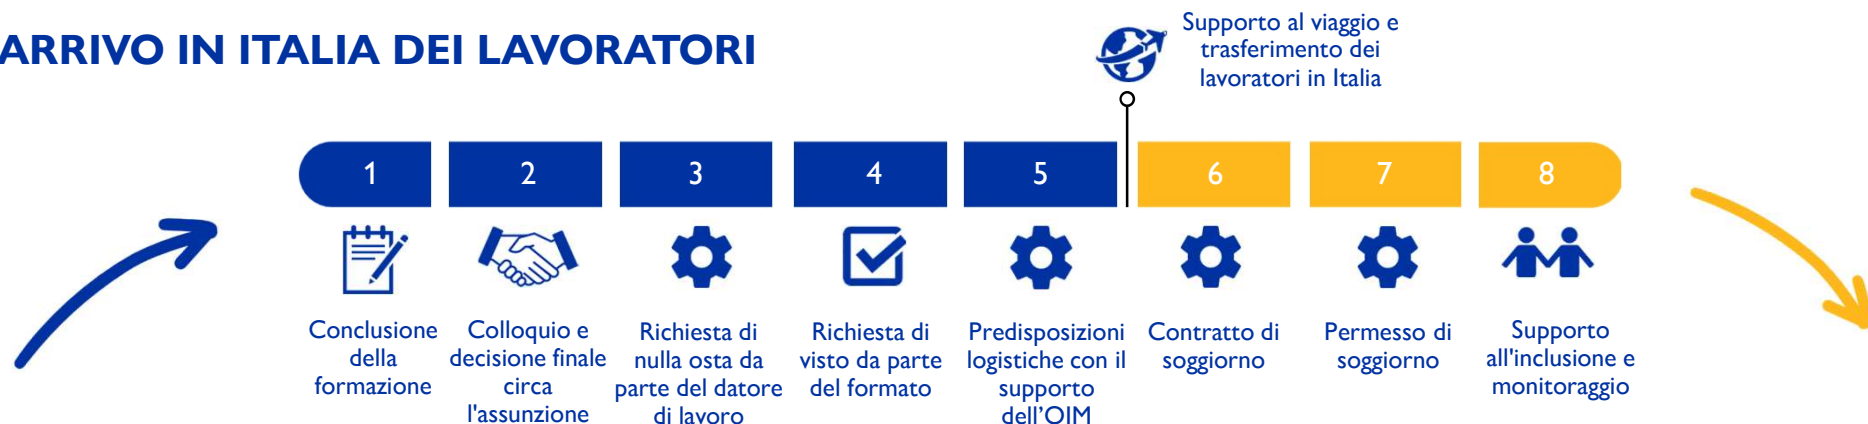 ARRIVO IN ITALIA DEI LAVORATORI
Supporto al viaggio e
trasferimento dei
lavoratori in Italia
1
2
3
4
5
6
7
8
Conclusione
della
formazione
Colloquio e
decisione finale
circa
l'assunzione
Richiesta di
nulla osta da
parte del datore
di lavoro
Richiesta di
visto da parte
del formato
Predisposizioni
logistiche con il
supporto
dell’OIM
Contratto di
soggiorno
Permesso di
soggiorno
Supporto
all'inclusione e
monitoraggio